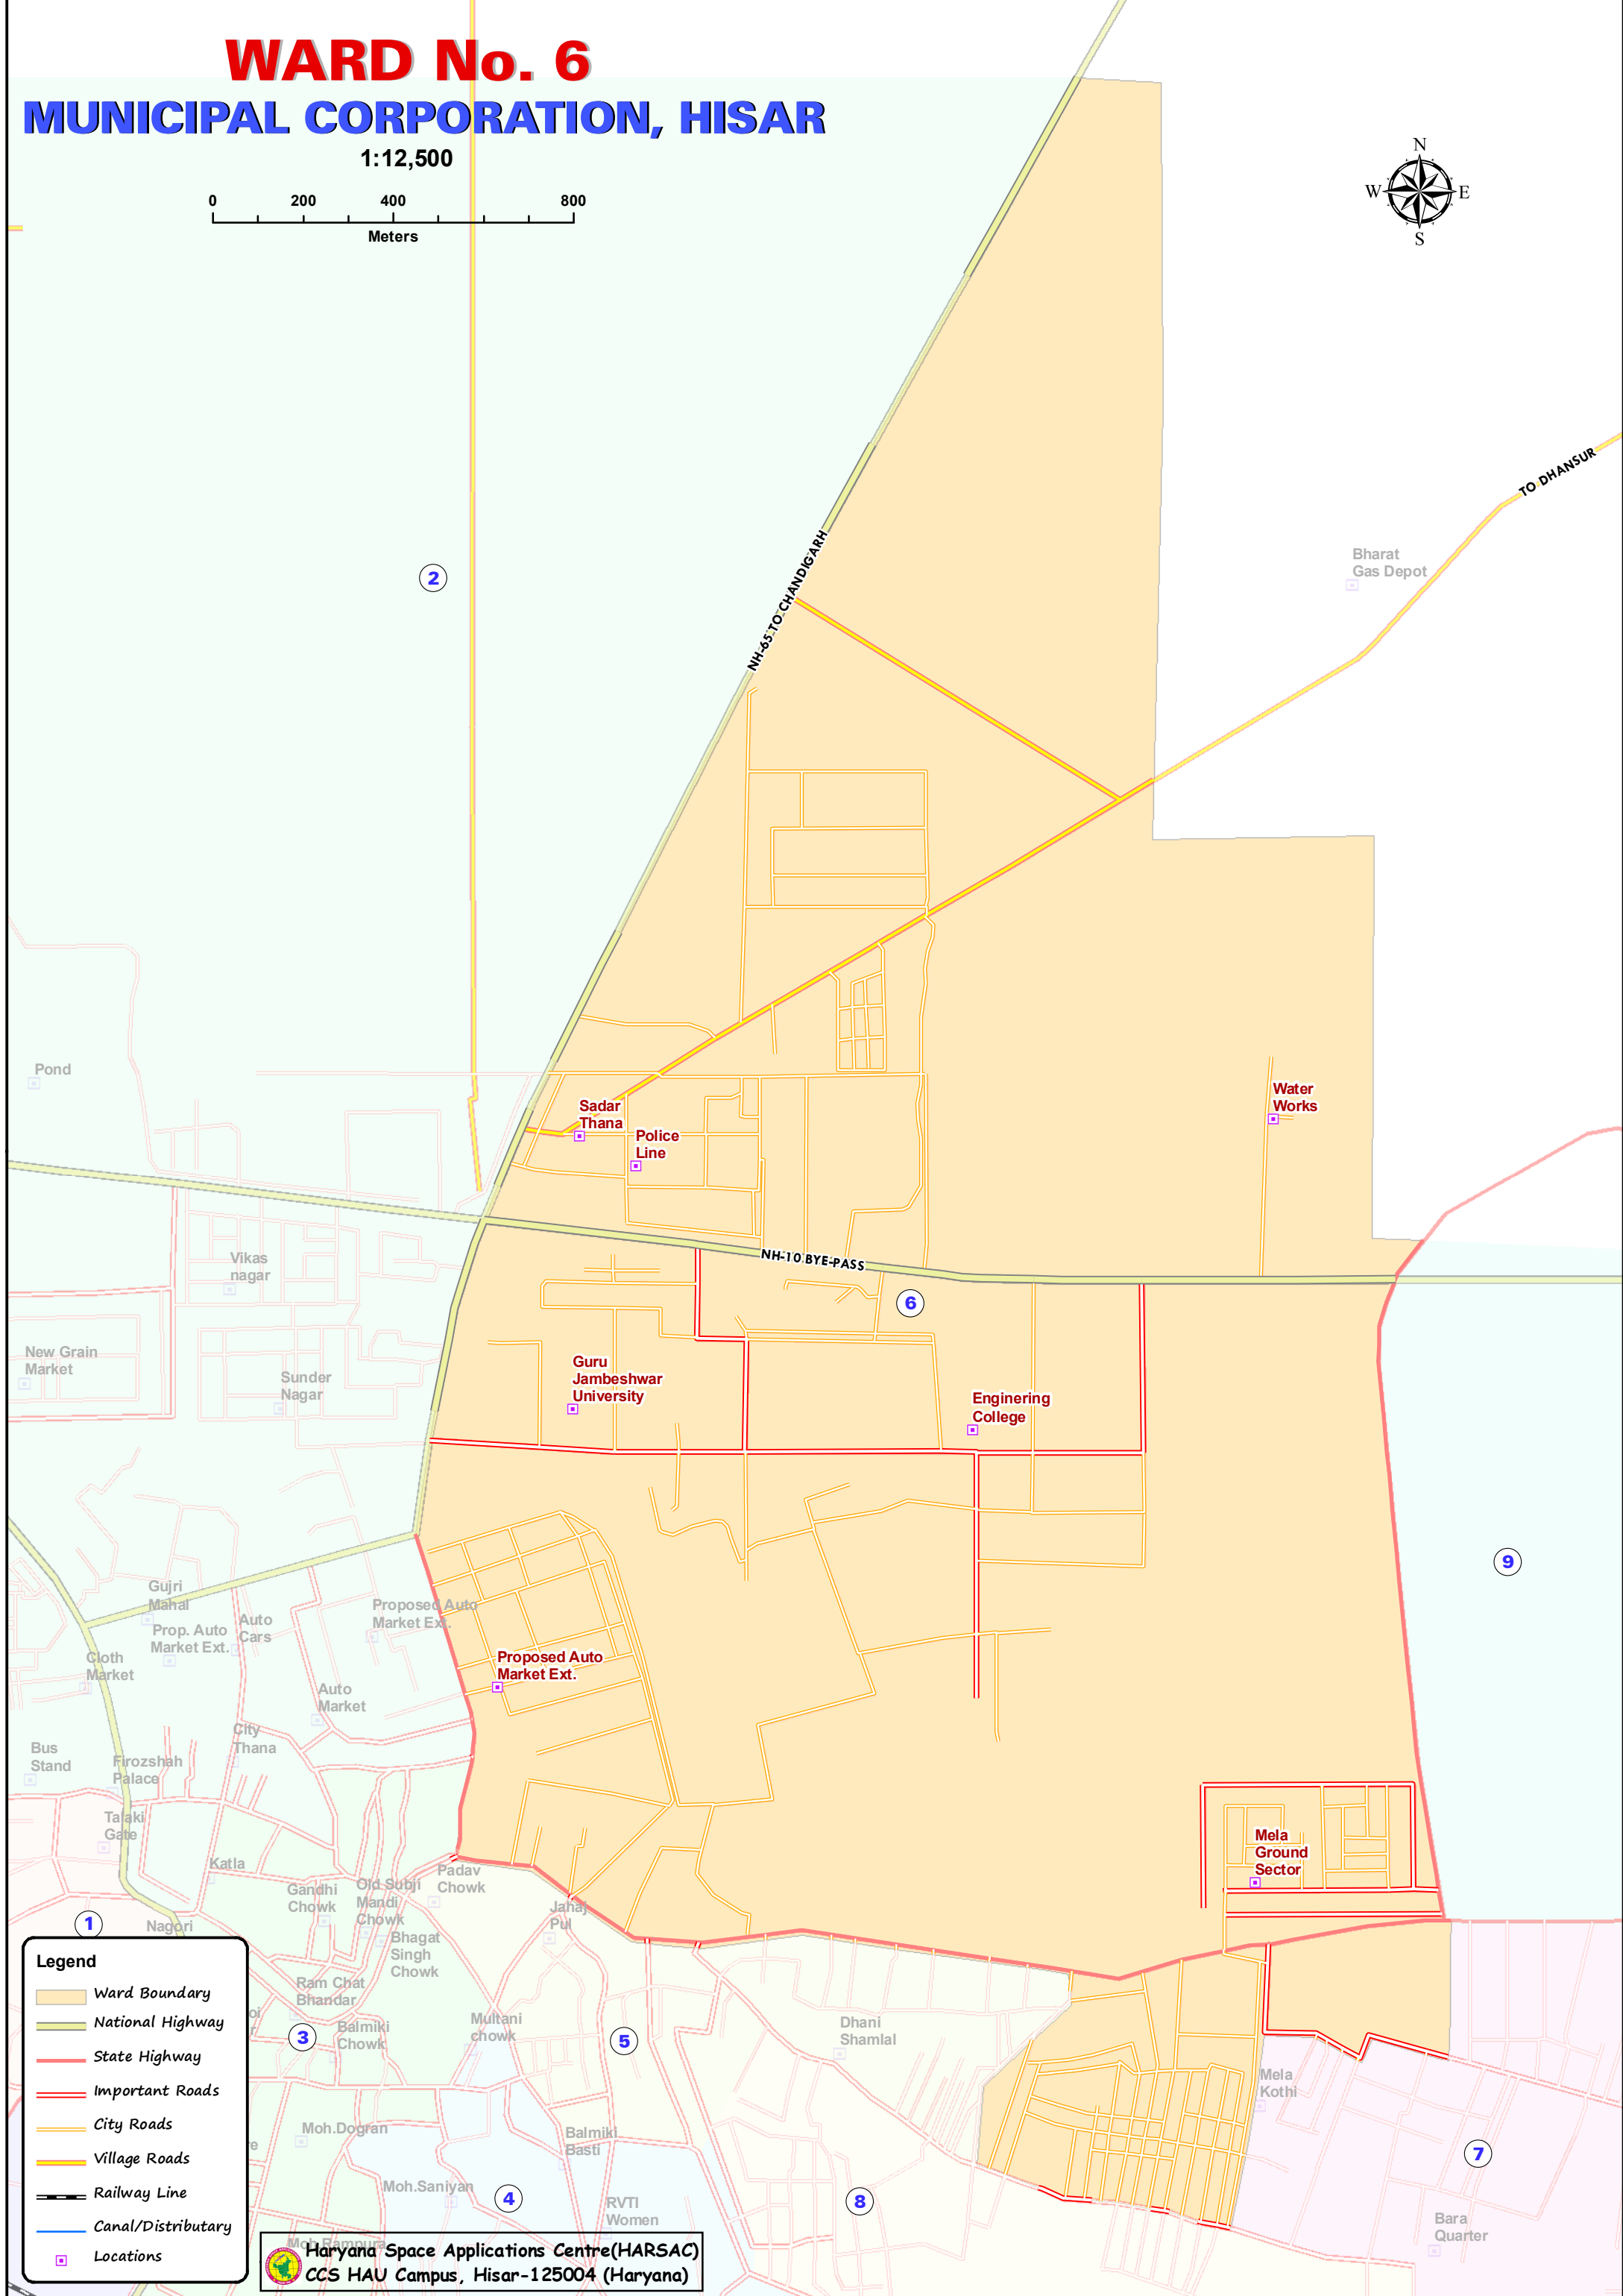 WARD No. 6
MUNICIPAL CORPORATION, HISAR
1:12,500
0 200 400 800
Meters
N
W E
S
TO DHANSUR
Bharat
Gas Depot
2
NH-65 TO CHANDIGARH
Pond
Sadar
Thana
Police
Line
Water
Works
NH-10 BYE-PASS
Vikas
nagar
6
New Grain
Market
Sunder
Nagar
Guru
Jambeshwar
University
Enginering
College
9
Gujri
Mahal
Prop. Auto
Market Ext.
Auto
Cars
Proposed Auto
Market Ext.
Cloth
Market
Proposed Auto
Market Ext.
Auto
Market
City
Thana
Bus
Stand
Firozshah
Palace
Talaki
Gate
Katla
Padav
Chowk
Gandhi
Chowk
Old Subji
Mandi
Chowk
Jahaj
Pul
Mela
Ground
Sector
1
Nagori
Bhagat
Singh
Chowk
Ram Chat
Bhandar
3
Balmiki
Chowk
Multani
chowk
5
Dhani
Shamlal
Mela
Kothi
Moh.Dogran
Balmiki
Basti
7
Moh.Saniyan
4
RVTI
Women
8
Bara
Quarter
Moh.Rampura
Legend
Ward Boundary
National Highway
State Highway
Important Roads
City Roads
Village Roads
Railway Line
Canal/Distributary
Locations
Haryana Space Applications Centre(HARSAC)
CCS HAU Campus, Hisar-125004 (Haryana)